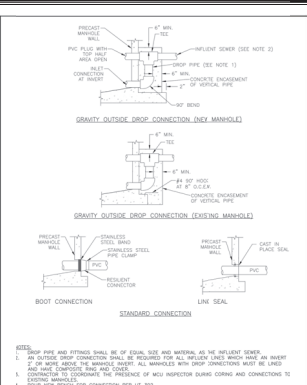 PRECAST
MANHOLE
WALL
6" MIN.
TEE
PVC PLUG WITH
TOP HALF
AREA OPEN
INFLUENT SEWER (SEE NOTE 2)
DROP PIPE (SEE NOTE 1)
INLET
CONNECTION
AT INVERT
6" MIN.
CONCRETE ENCASEMENT
OF VERTICAL PIPE
2"
90° BEND
GRAVITY OUTSIDE DROP CONNECTION (NEW MANHOLE)
6" MIN.
TEE
6" MIN.
#4 90° HOOK
AT 8" O.C.E.W
CONCRETE ENCASEMENT
OF VERTICAL PIPE
GRAVITY OUTSIDE DROP CONNECTION (EXISTING MANHOLE)
PRECAST
MANHOLE
WALL
STAINLESS
STEEL BAND
STAINLESS STEEL
PIPE CLAMP
PVC
RESILIENT
CONNECTOR
BOOT CONNECTION
PRECAST
MANHOLE
WALL
CAST IN
PLACE SEAL
PVC
LINK SEAL
STANDARD CONNECTION
NOTES:
1. DROP PIPE AND FITTINGS SHALL BE OF EQUAL SIZE AND MATERIAL AS THE INFLUENT SEWER.
AN OUTSIDE DROP CONNECTION SHALL BE REQUIRED FOR ALL INFLUENT LINES WHICH HAVE AN INVERT
2" OR MORE ABOVE THE MANHOLE INVERT. ALL MANHOLES WITH DROP CONNECTIONS MUST BE LINED
AND HAVE COMPOSITE RING AND COVER.
CONTRACTOR TO COORDINATE THE PRESENCE OF MCU INSPECTOR DURING CORING AND CONNECTIONS TO
EXISTING MANHOLES.